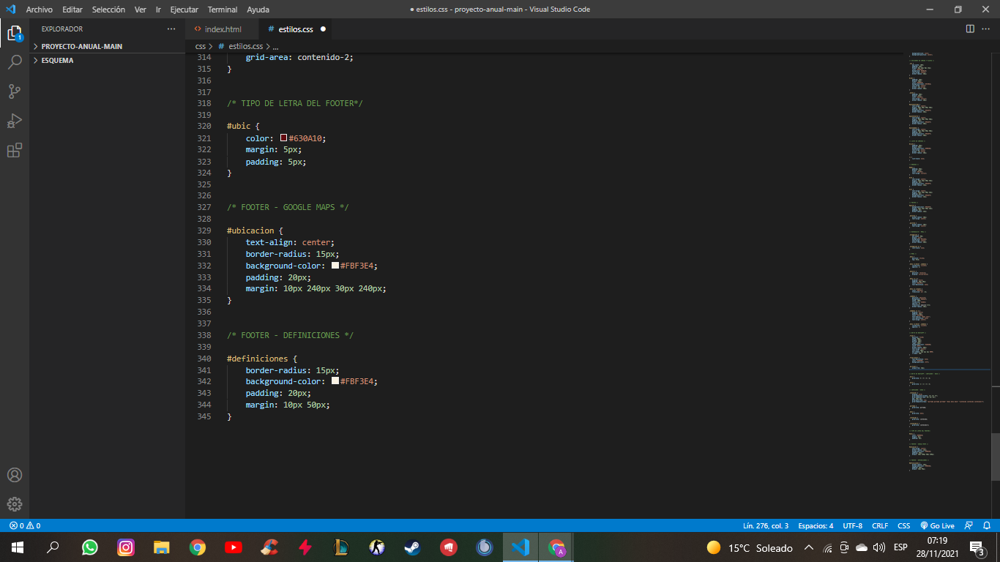 Archivo Editar Selección Ver Ir Ejecutar Terminal Ayuda
● estilos.css - proyecto-anual-main - Visual Studio Code
EXPLORADOR
index.html
# estilos.css ●
1
PROYECTO-ANUAL-MAIN
ESQUEMA
css > # estilos.css > ...
314 grid-area: contenido-2;
315 }
316
317
318 /* TIPO DE LETRA DEL FOOTER*/
319
320 #ubic {
321 color: #630A10;
322 margin: 5px;
323 padding: 5px;
324 }
325
326
327 /* FOOTER - GOOGLE MAPS */
328
329 #ubicacion {
330 text-align: center;
331 border-radius: 15px;
332 background-color: #FBF3E4;
333 padding: 20px;
334 margin: 10px 240px 30px 240px;
335 }
336
337
338 /* FOOTER - DEFINICIONES */
339
340 #definiciones {
341 border-radius: 15px;
342 background-color: #FBF3E4;
343 padding: 20px;
344 margin: 10px 50px;
345 }
0 0
Lín. 276, col. 3 Espacios: 4 UTF-8 CRLF CSS Go Live
A
15°C Soleado
ESP
07:19
28/11/2021
3